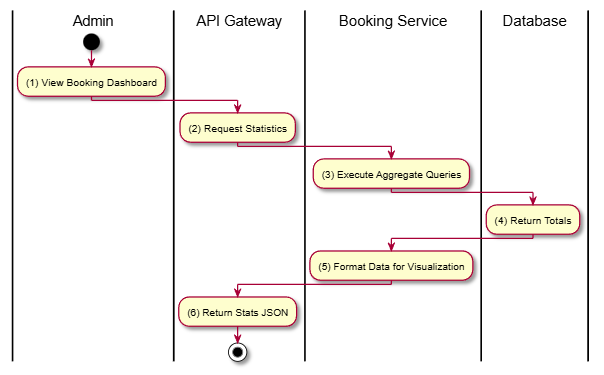 Admin
API Gateway
Booking Service
Database
(1) View Booking Dashboard
(2) Request Statistics
(3) Execute Aggregate Queries
(4) Return Totals
(5) Format Data for Visualization
(6) Return Stats JSON